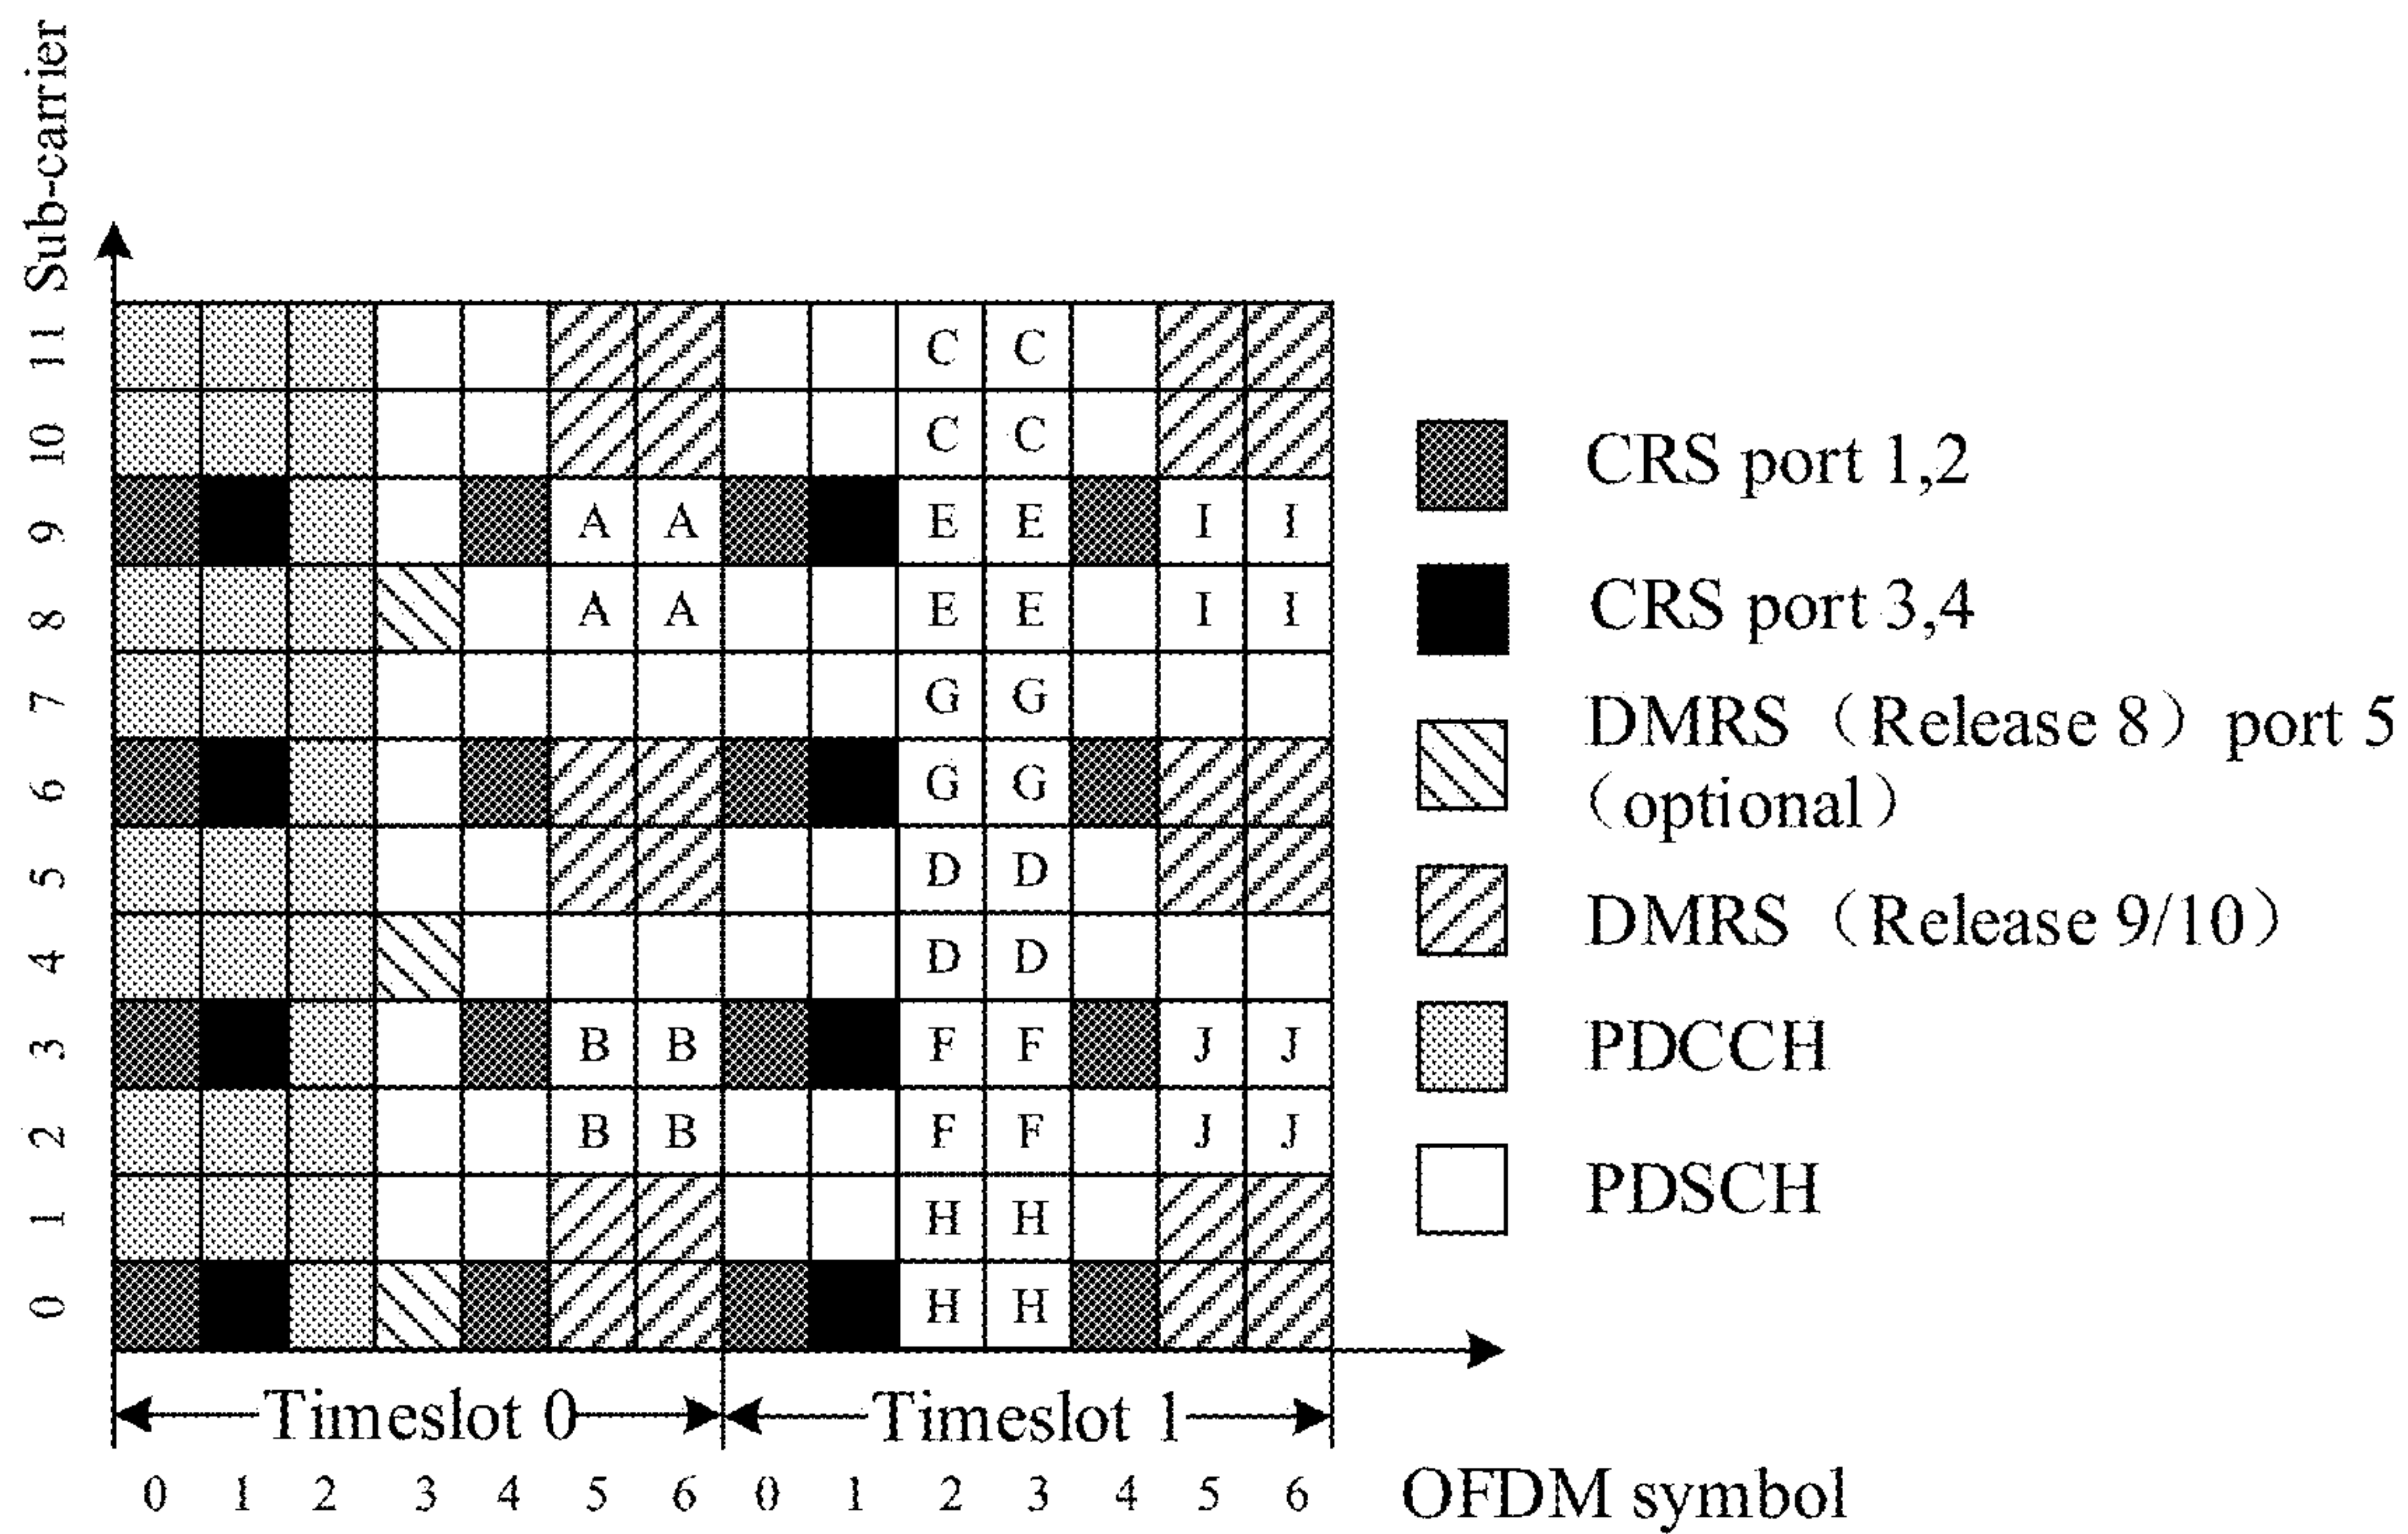 Sub-carrier
11 C C
10 C C
9 A A E E I I
8 A A E E I I
7 G G
6 G G
5 D D
4 D D
3 B B F F J J
2 B B F F J J
1 H H
0 H H
Timeslot 0 Timeslot 1
0 1 2 3 4 5 6 0 1 2 3 4 5 6 OFDM symbol
CRS port 1,2
CRS port 3,4
DMRS（Release 8）port 5
（optional）
DMRS（Release 9/10）
PDCCH
PDSCH